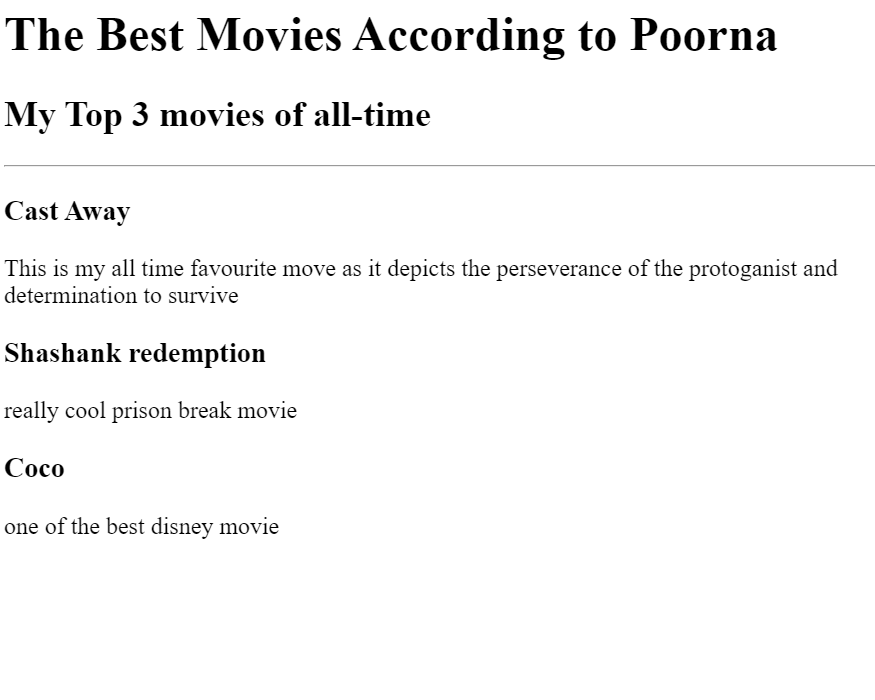 The Best Movies According to Poorna
My Top 3 movies of all-time
Cast Away
This is my all time favourite move as it depicts the perseverance of the protoganist and
determination to survive
Shashank redemption
really cool prison break movie
Coco
one of the best disney movie